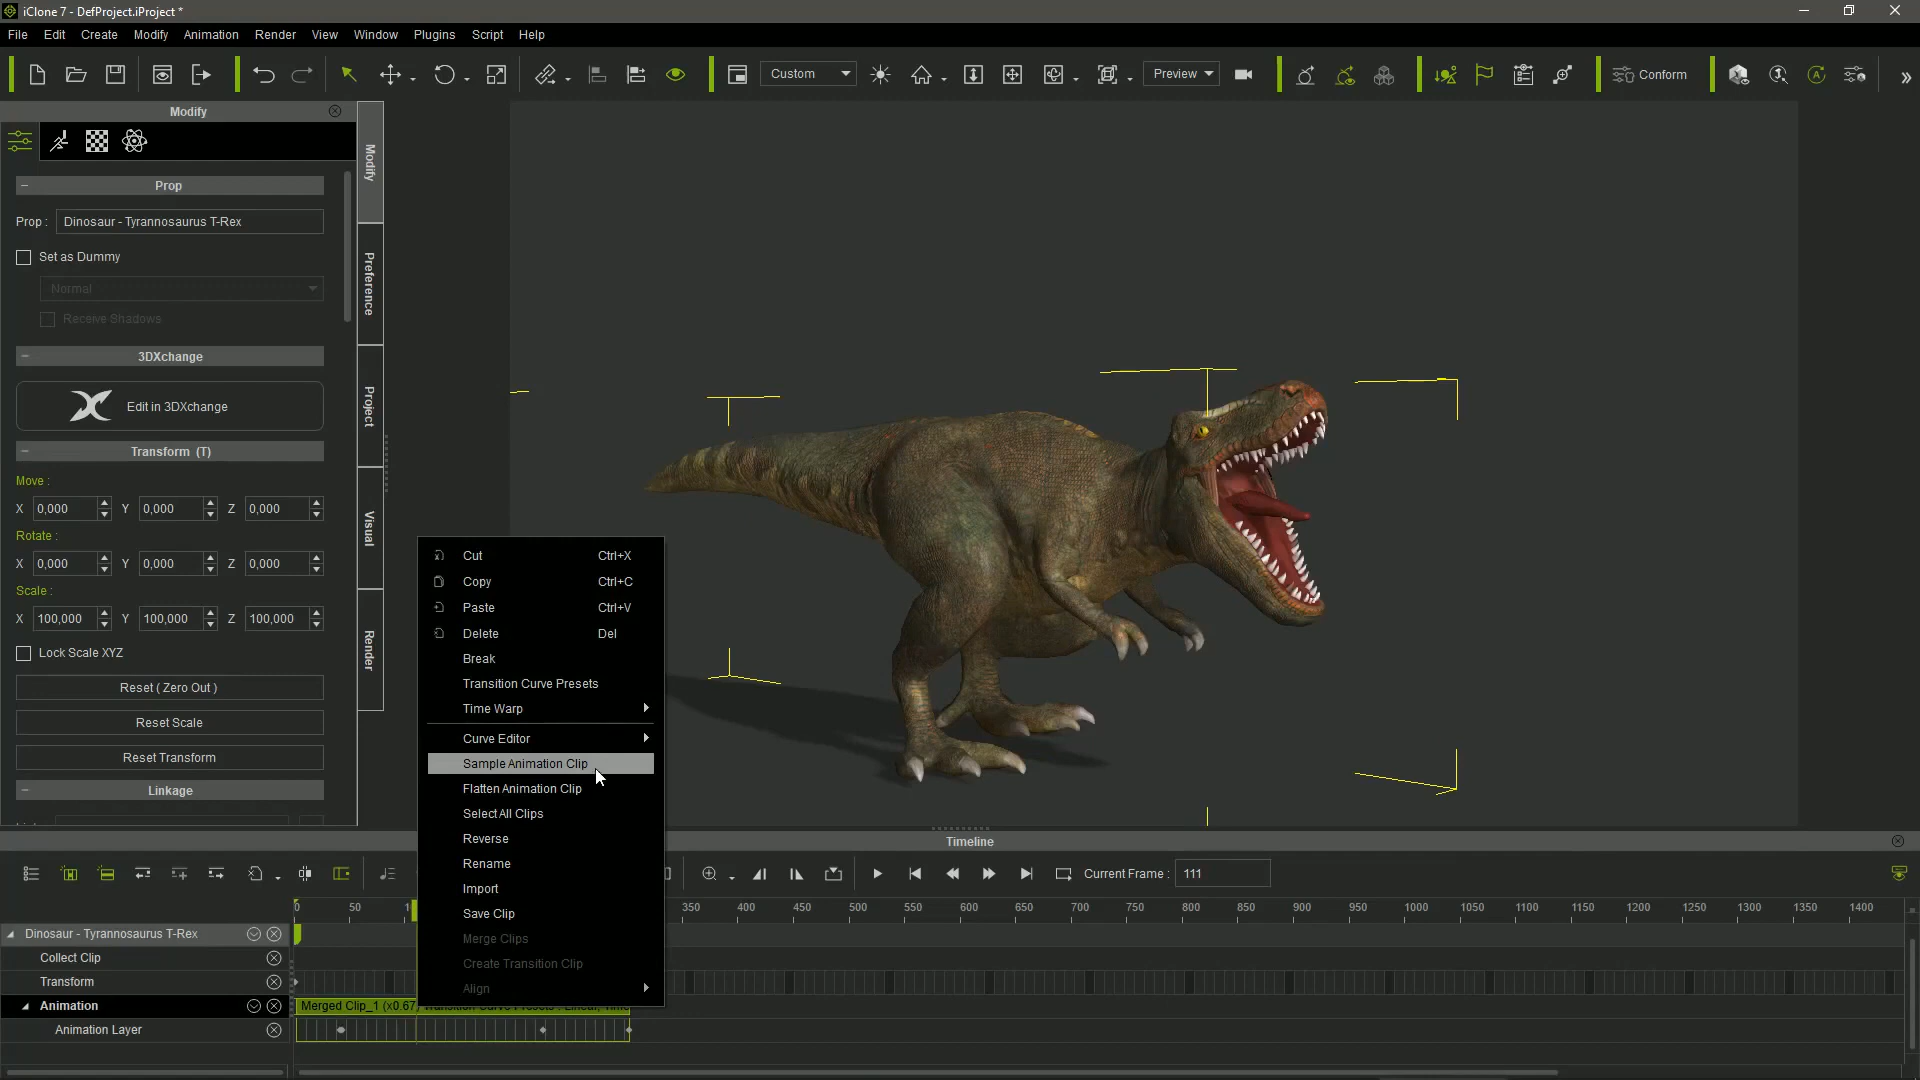 iClone 7 - DefProject.iProject *
File Edit Create Modify Animation Render View Window Plugins Script Help
Custom Preview Conform
Modify
Modify
Preference
Project
Visual
Render
Prop
Prop : Dinosaur - Tyrannosaurus T-Rex
Set as Dummy
Normal
Receive Shadows
3DXchange
Edit in 3DXchange
Transform (T)
Move :
X 0,000 Y 0,000 Z 0,000
Rotate :
X 0,000 Y 0,000 Z 0,000
Scale :
X 100,000 Y 100,000 Z 100,000
Lock Scale XYZ
Reset ( Zero Out )
Reset Scale
Reset Transform
Linkage
Cut Ctrl+X
Copy Ctrl+C
Paste Ctrl+V
Delete Del
Break
Transition Curve Presets
Time Warp
Curve Editor
Sample Animation Clip
Flatten Animation Clip
Select All Clips
Reverse
Rename
Import
Save Clip
Merge Clips
Create Transition Clip
Align
Timeline
Current Frame : 111
0 50 350 400 450 500 550 600 650 700 750 800 850 900 950 1000 1050 1100 1150 1200 1250 1300 1350 1400
Dinosaur - Tyrannosaurus T-Rex
Collect Clip
Transform
Animation
Merged Clip_1 (x0.67
Animation Layer